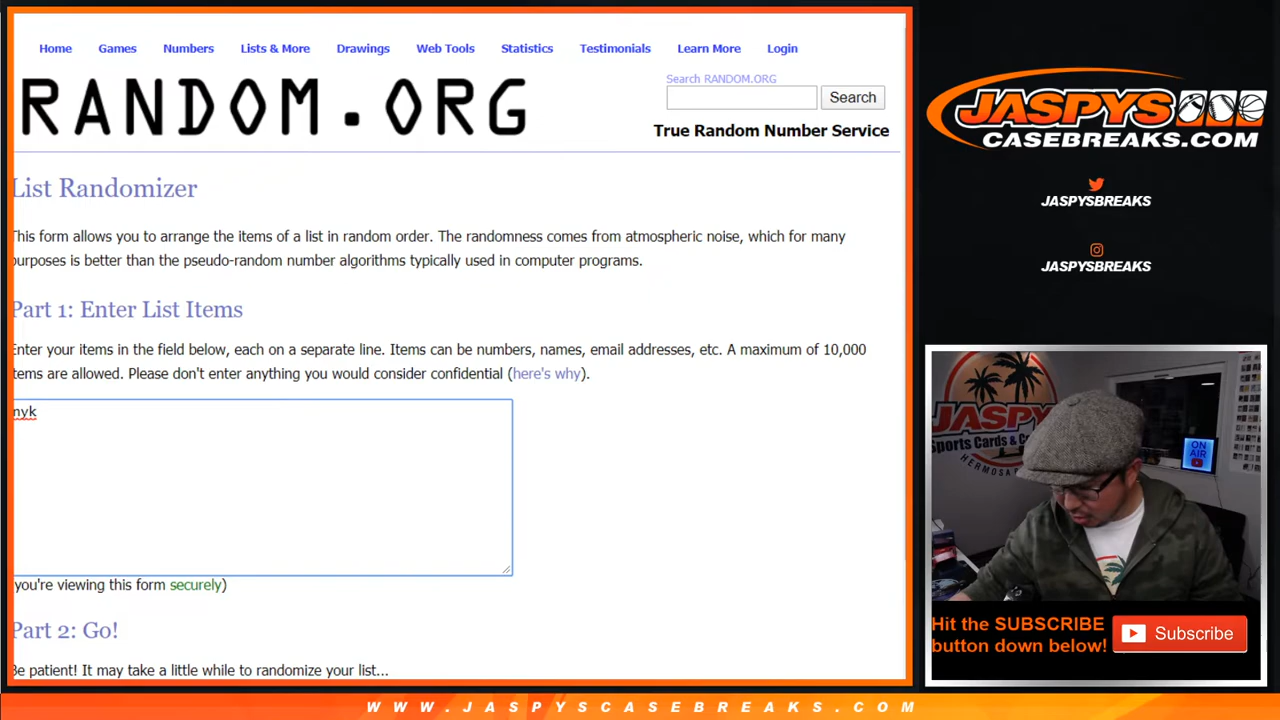 Home Games Numbers Lists & More Drawings Web Tools Statistics Testimonials Learn More Login
RANDOM.ORG
Search RANDOM.ORG
Search
True Random Number Service
List Randomizer
This form allows you to arrange the items of a list in random order. The randomness comes from atmospheric noise, which for many
purposes is better than the pseudo-random number algorithms typically used in computer programs.
Part 1: Enter List Items
Enter your items in the field below, each on a separate line. Items can be numbers, names, email addresses, etc. A maximum of 10,000
items are allowed. Please don't enter anything you would consider confidential (here's why).
nyk
you're viewing this form securely)
Part 2: Go!
Be patient! It may take a little while to randomize your list...
JASPYS
CASEBREAKS.COM
JASPYSBREAKS
JASPYSBREAKS
JASPYS
Sports Cards & C
HERMOSA B
ON
AIR
Hit the SUBSCRIBE
button down below!
Subscribe
WWW.JASPYSCASEBREAKS.COM